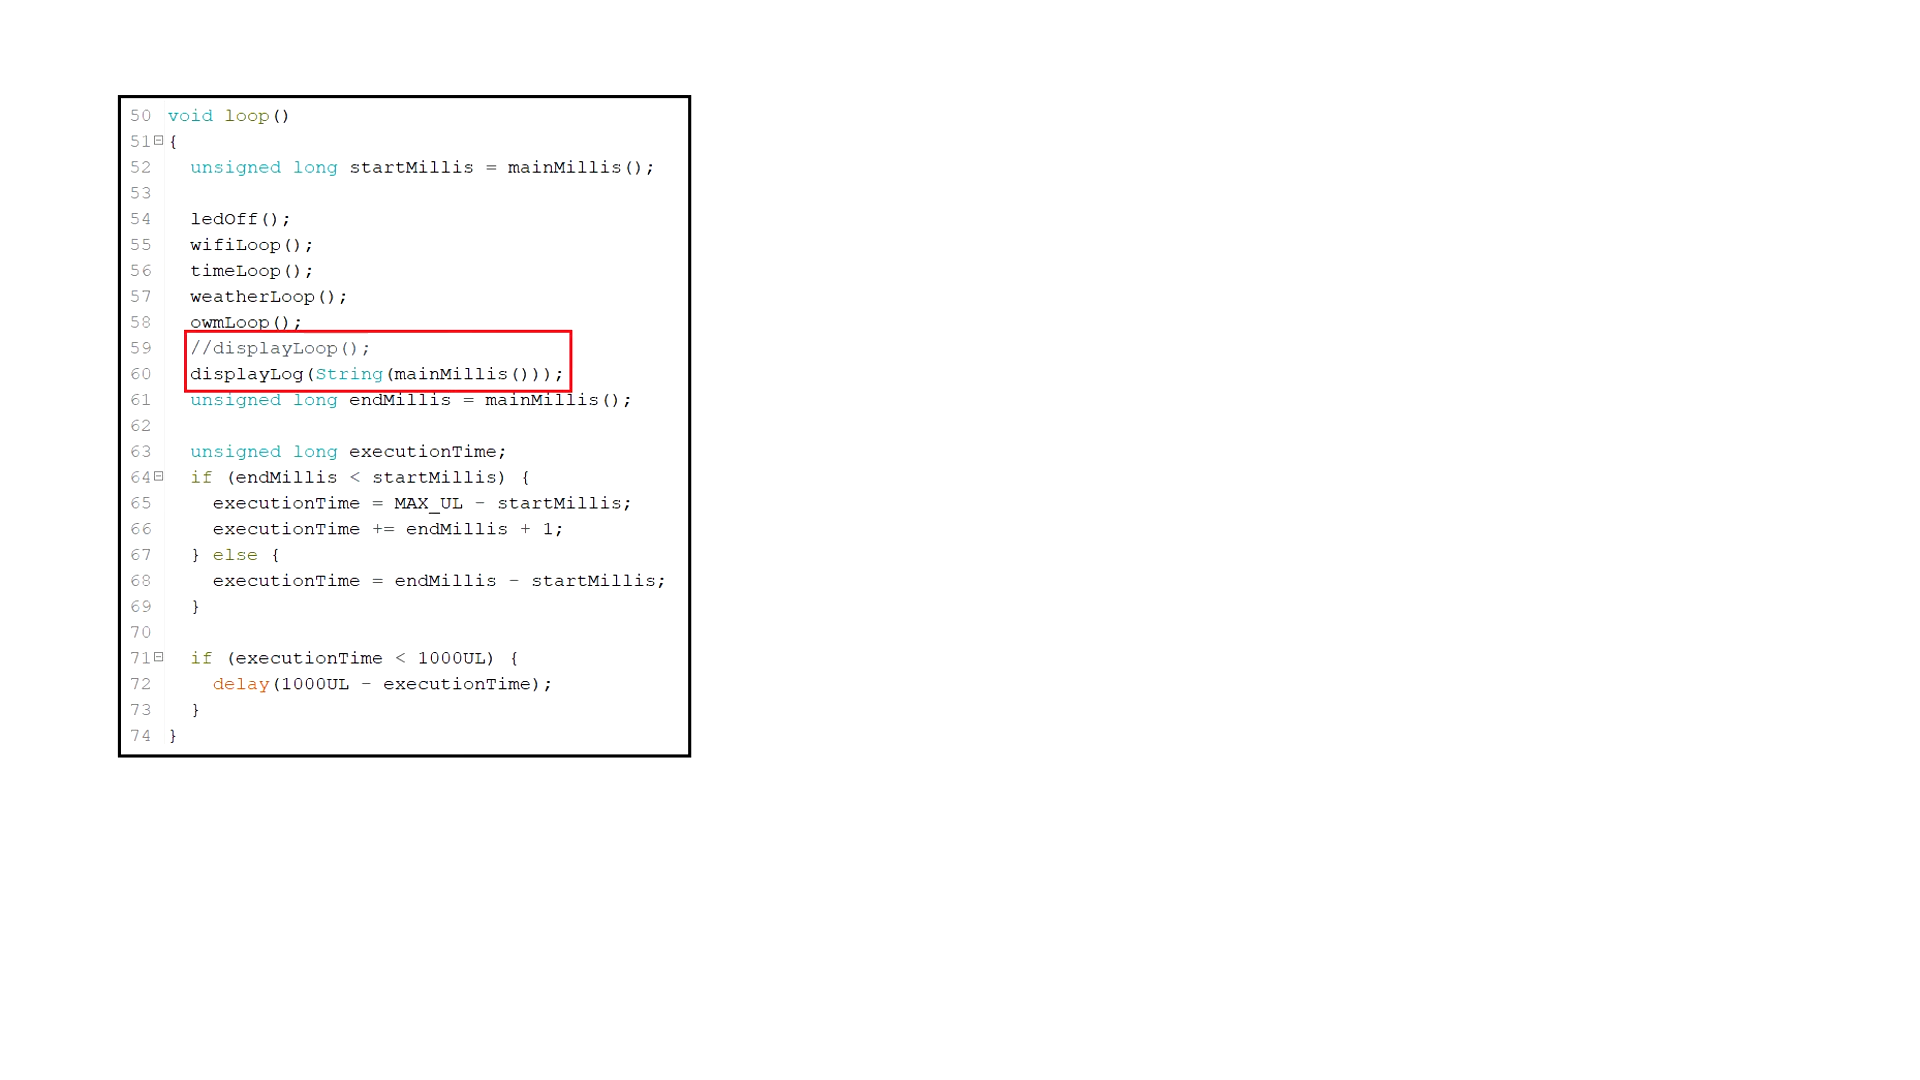 50 void loop()
51 {
52 unsigned long startMillis = mainMillis();
53
54 ledOff();
55 wifiLoop();
56 timeLoop();
57 weatherLoop();
58 owmLoop();
59 //displayLoop();
60 displayLog(String(mainMillis()));
61 unsigned long endMillis = mainMillis();
62
63 unsigned long executionTime;
64 if (endMillis < startMillis) {
65 executionTime = MAX_UL - startMillis;
66 executionTime += endMillis + 1;
67 } else {
68 executionTime = endMillis - startMillis;
69 }
70
71 if (executionTime < 1000UL) {
72 delay(1000UL - executionTime);
73 }
74 }